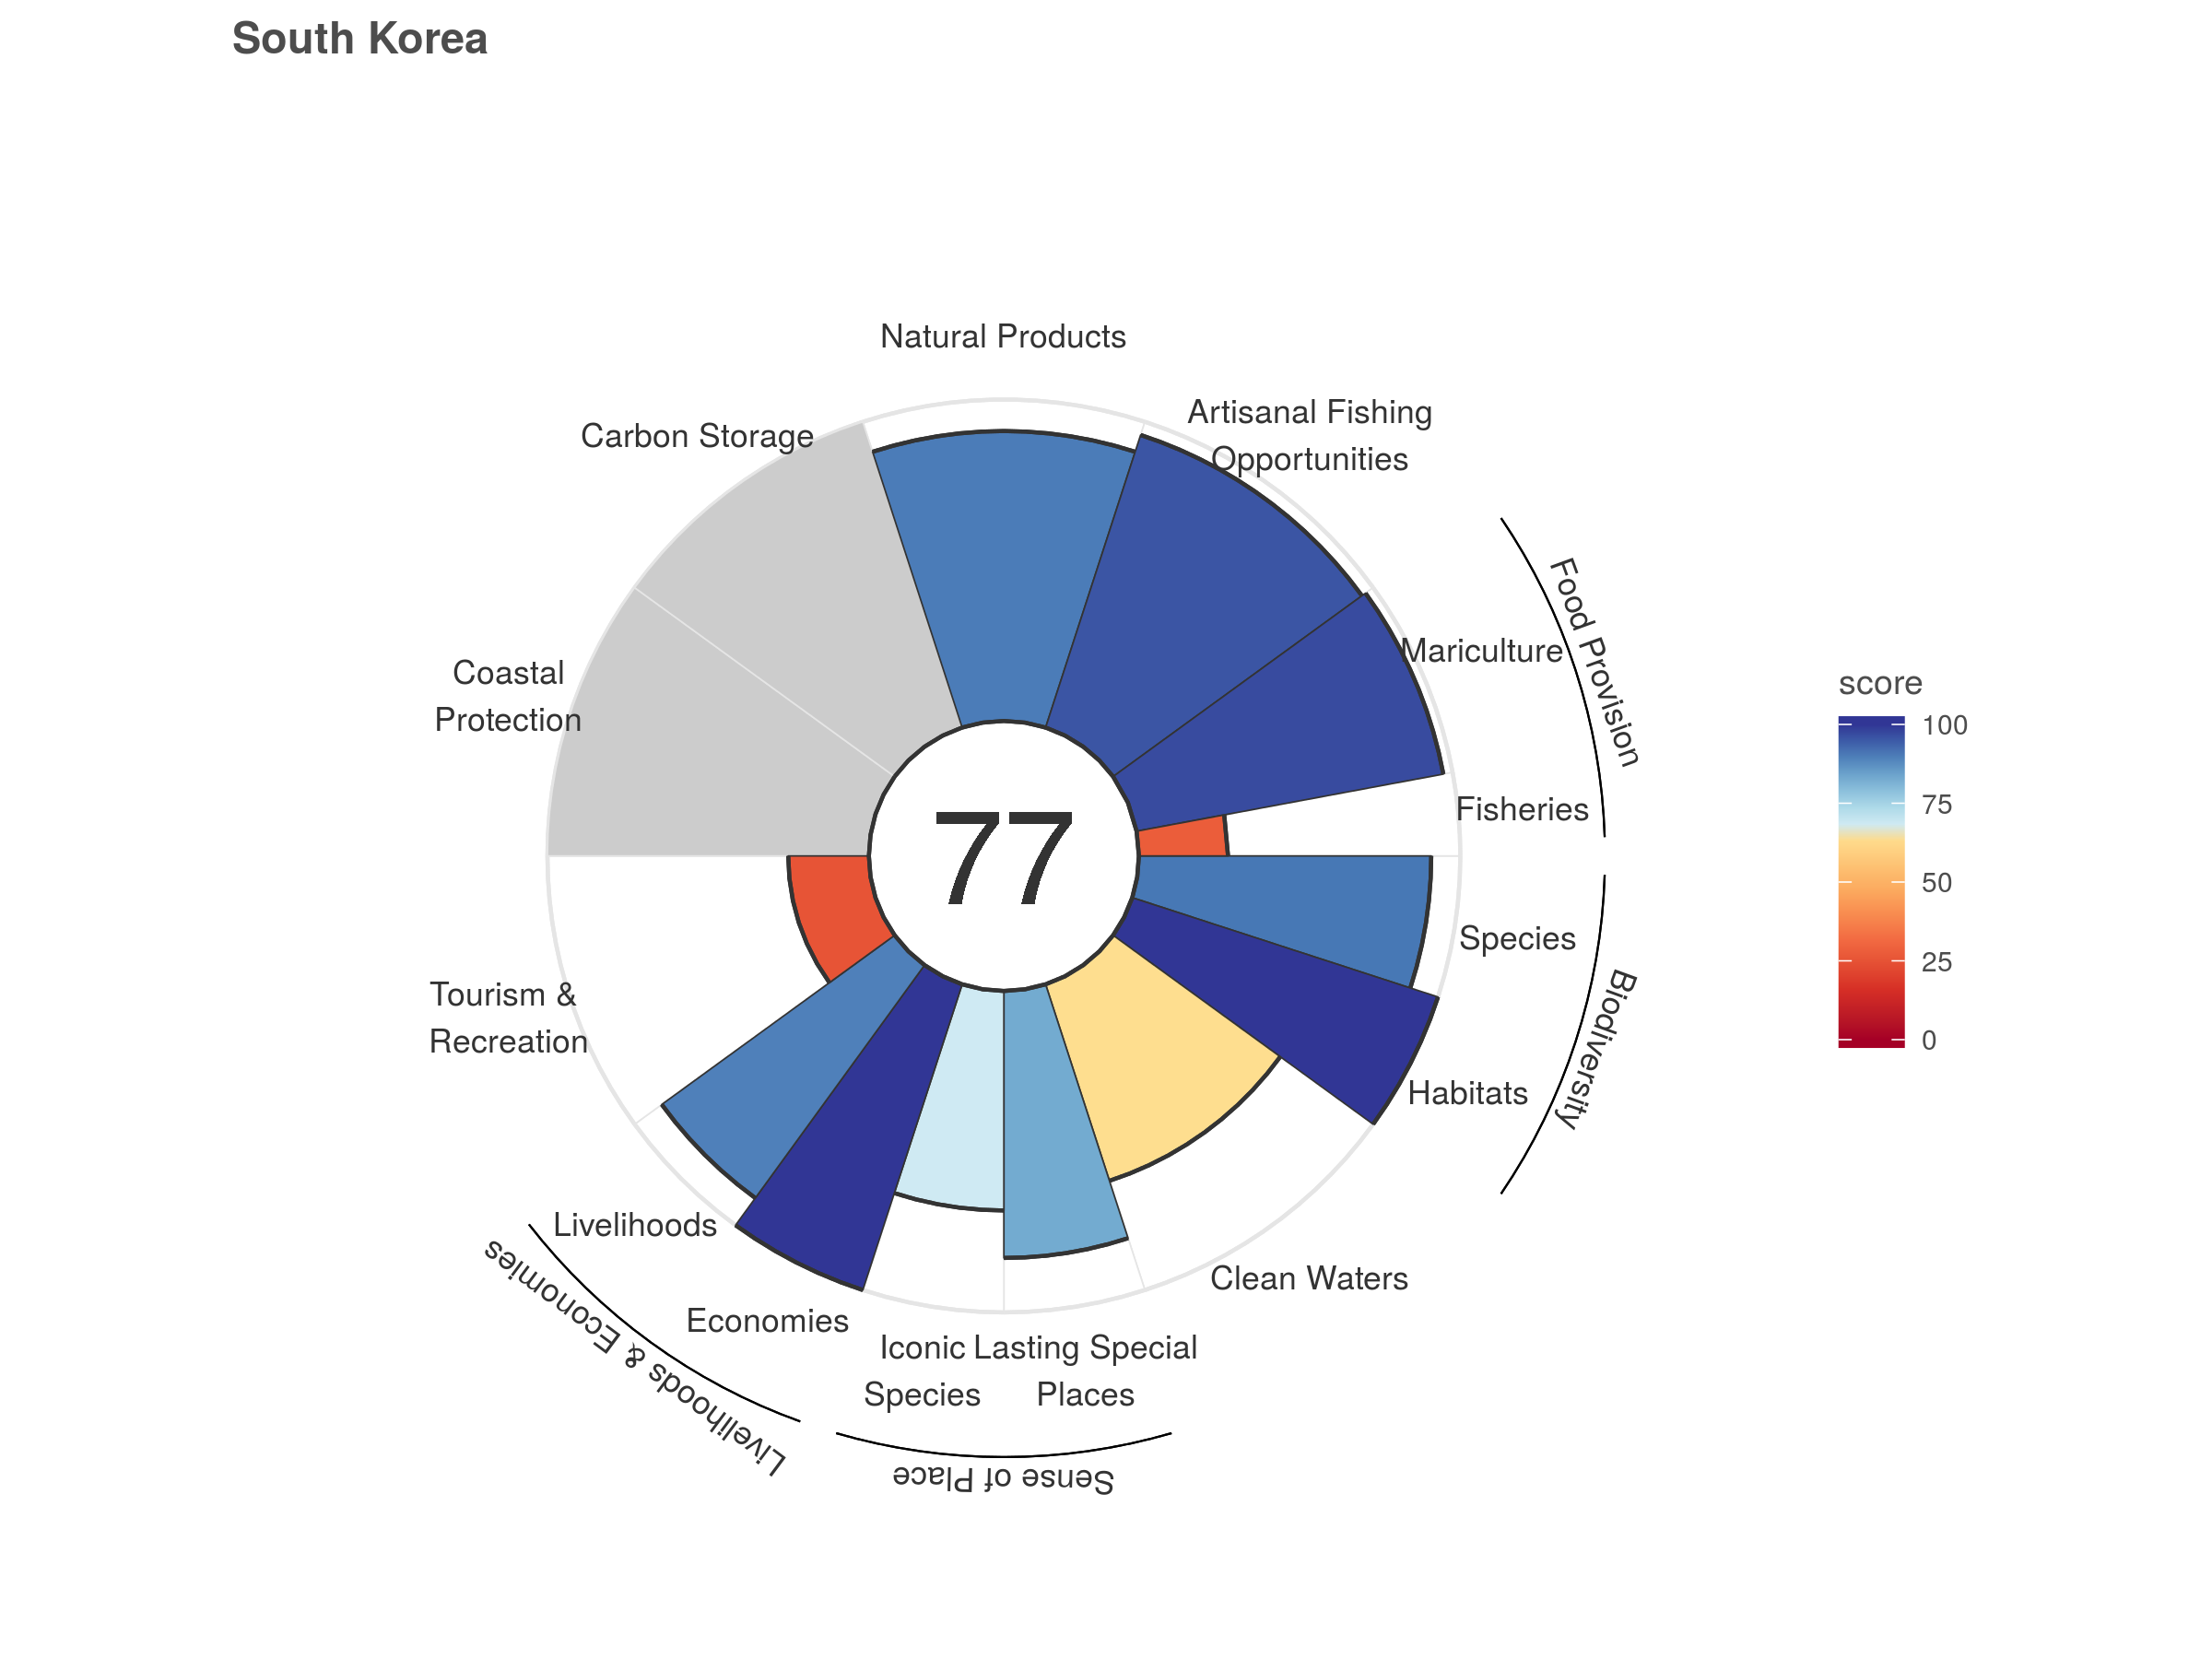 South Korea
Natural Products
Artisanal Fishing
Opportunities
Carbon Storage
Mariculture
Food Provision
Coastal
Protection
Fisheries
77
Species
Biodiversity
Habitats
Tourism &
Recreation
Livelihoods
Livelihoods & Economies
Economies
Clean Waters
Iconic
Species
Lasting Special
Places
Sense of Place
score
100
75
50
25
0